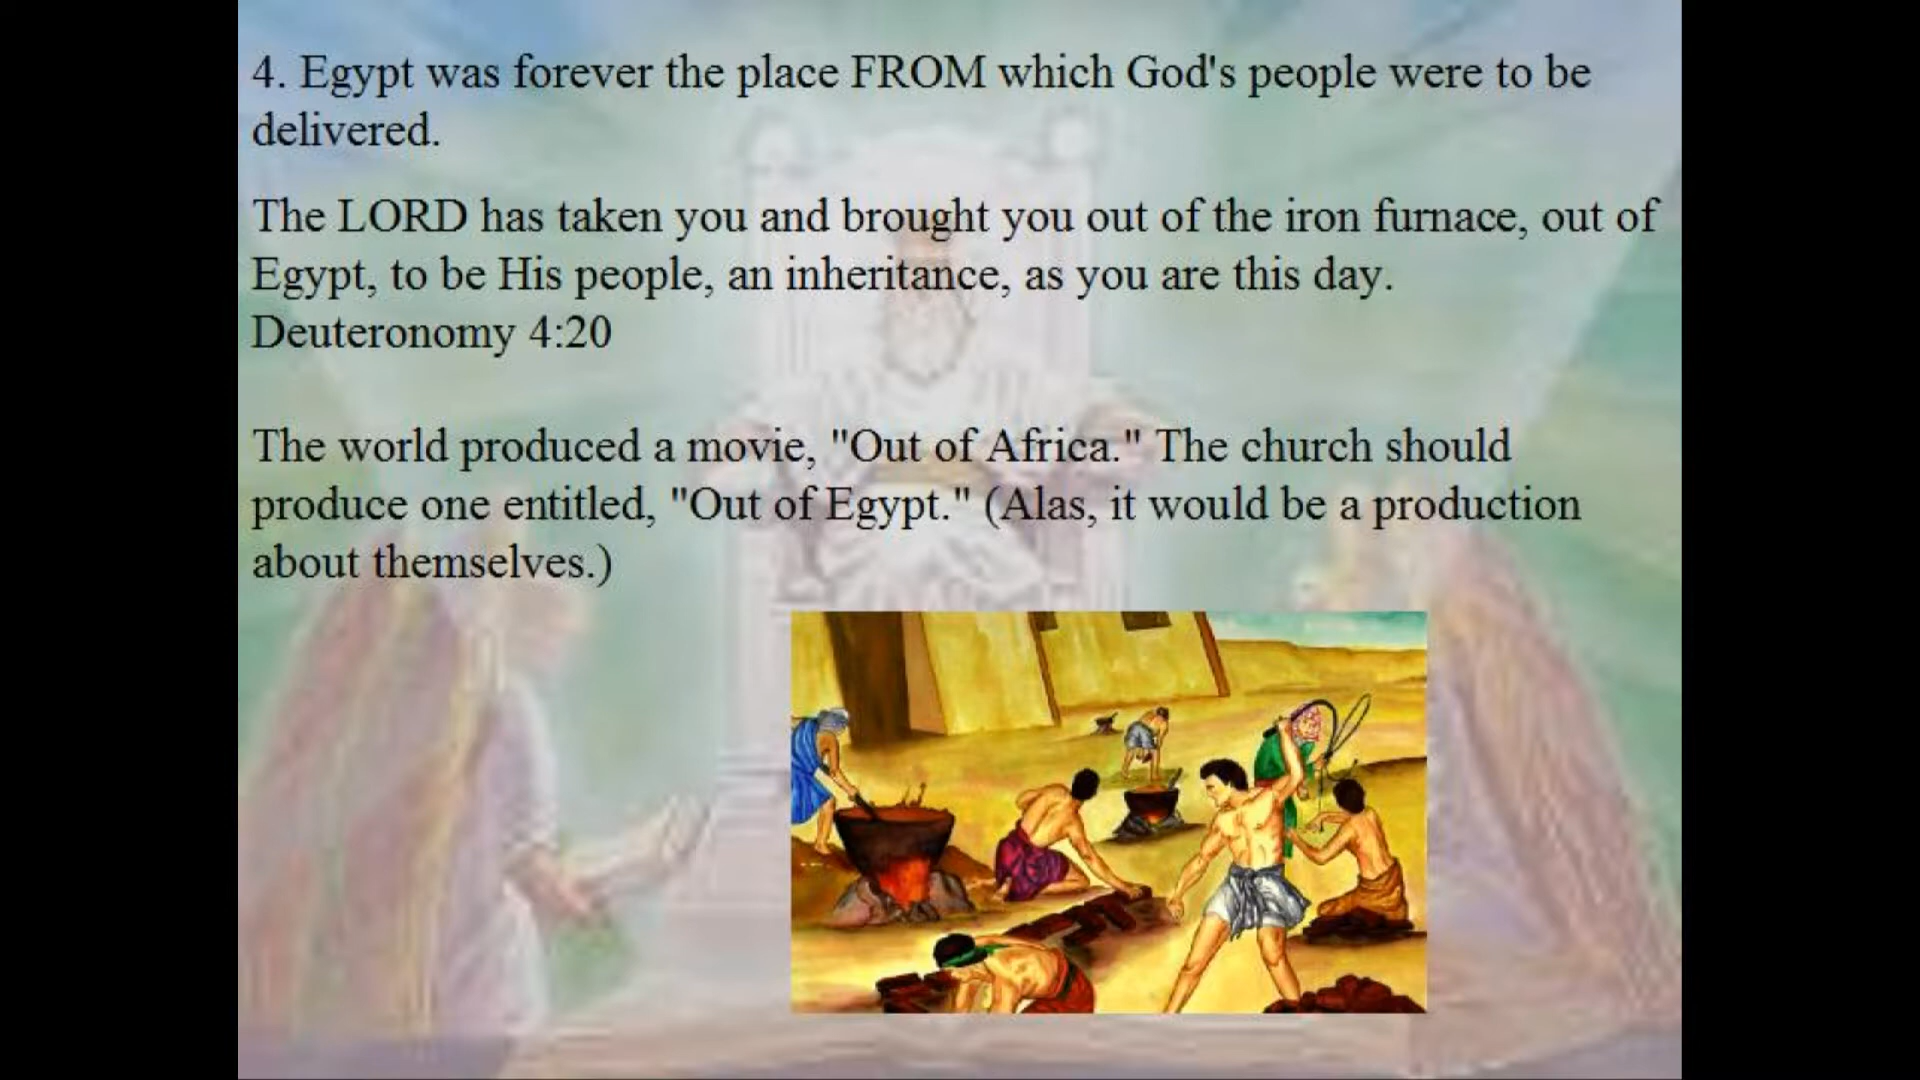 4. Egypt was forever the place FROM which God's people were to be
delivered.
The LORD has taken you and brought you out of the iron furnace, out of
Egypt, to be His people, an inheritance, as you are this day.
Deuteronomy 4:20
The world produced a movie, "Out of Africa." The church should
produce one entitled, "Out of Egypt." (Alas, it would be a production
about themselves.)